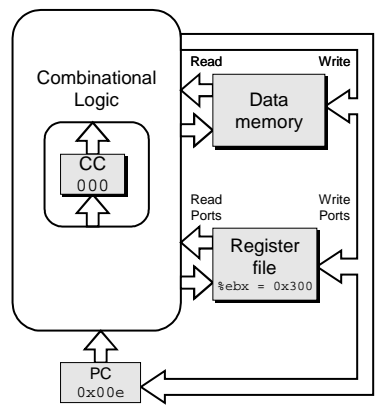 Combinational
Logic
CC
000
Read
Write
Data
memory
Read
Ports
Write
Ports
Register
file
%ebx = 0x300
PC
0x00e